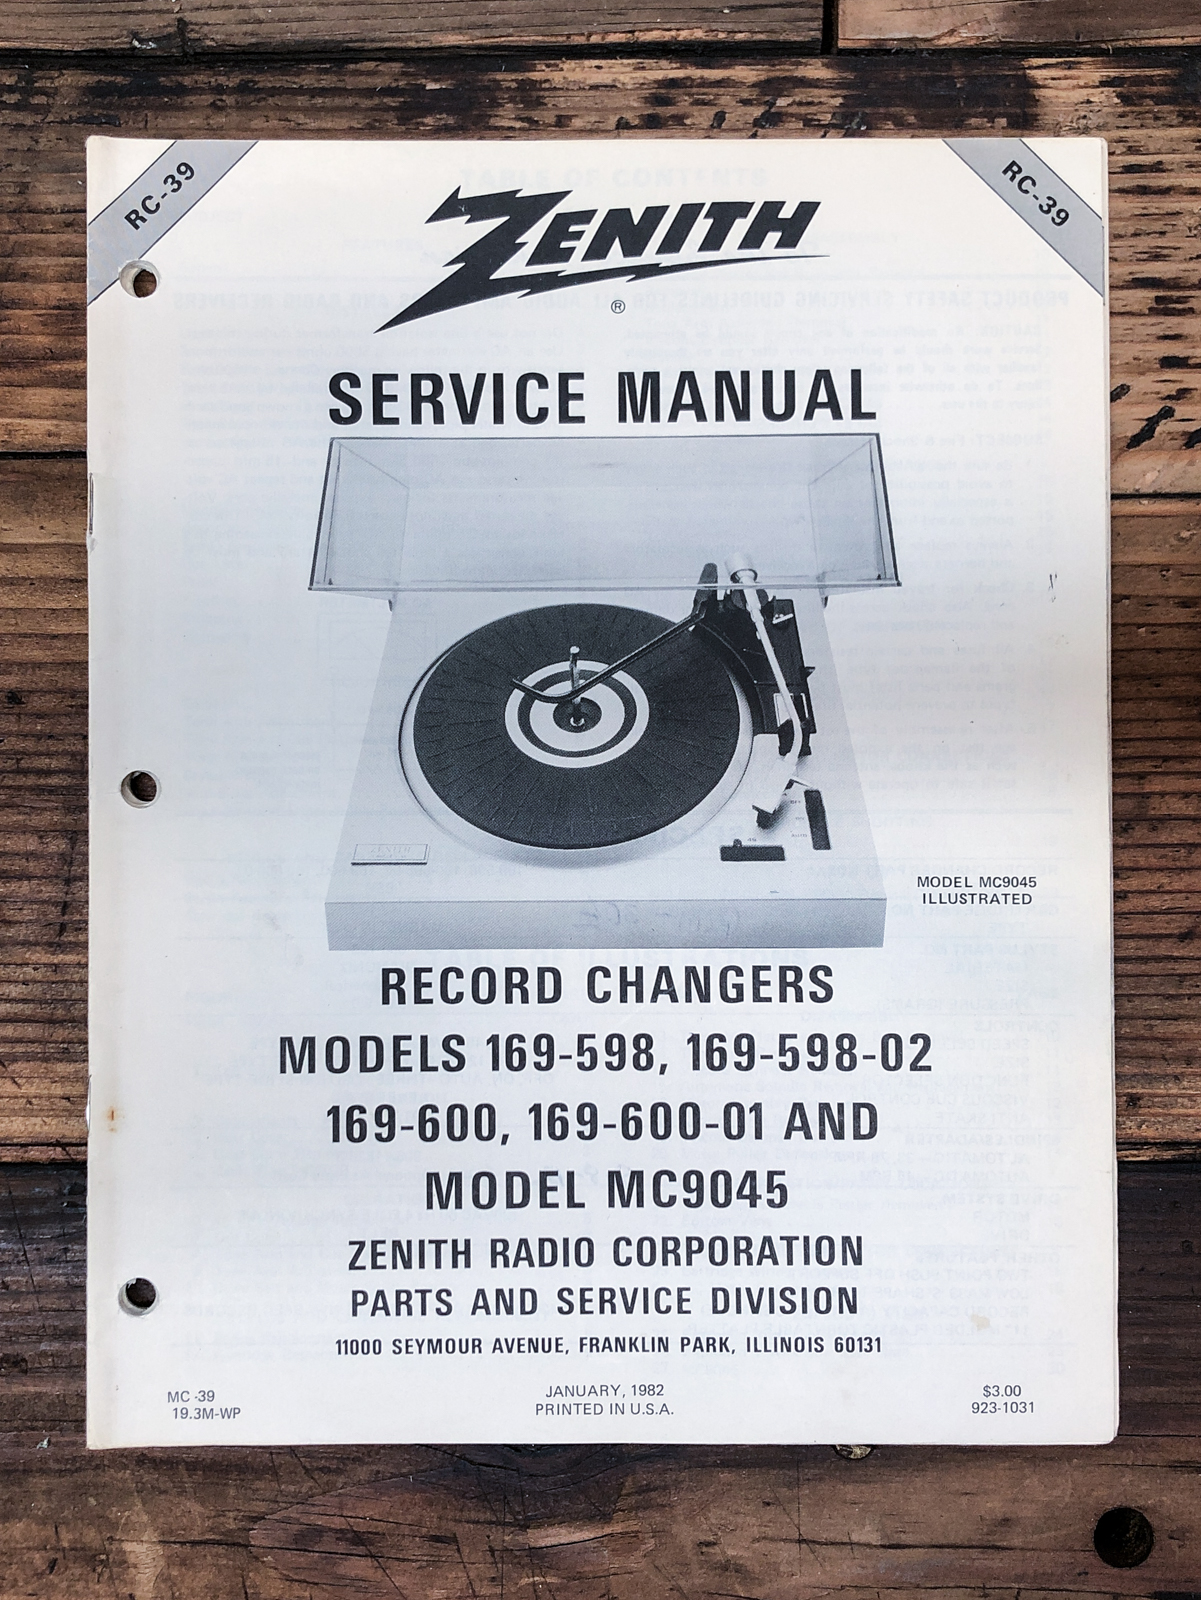 RC-39
RC-39
ZENITH
®
SERVICE MANUAL
ZENITH
MODEL MC9045
ILLUSTRATED
RECORD CHANGERS
MODELS 169-598, 169-598-02
169-600, 169-600-01 AND
MODEL MC9045
ZENITH RADIO CORPORATION
PARTS AND SERVICE DIVISION
11000 SEYMOUR AVENUE, FRANKLIN PARK, ILLINOIS 60131
MC -39
19.3M-WP
JANUARY, 1982
PRINTED IN U.S.A.
$3.00
923-1031